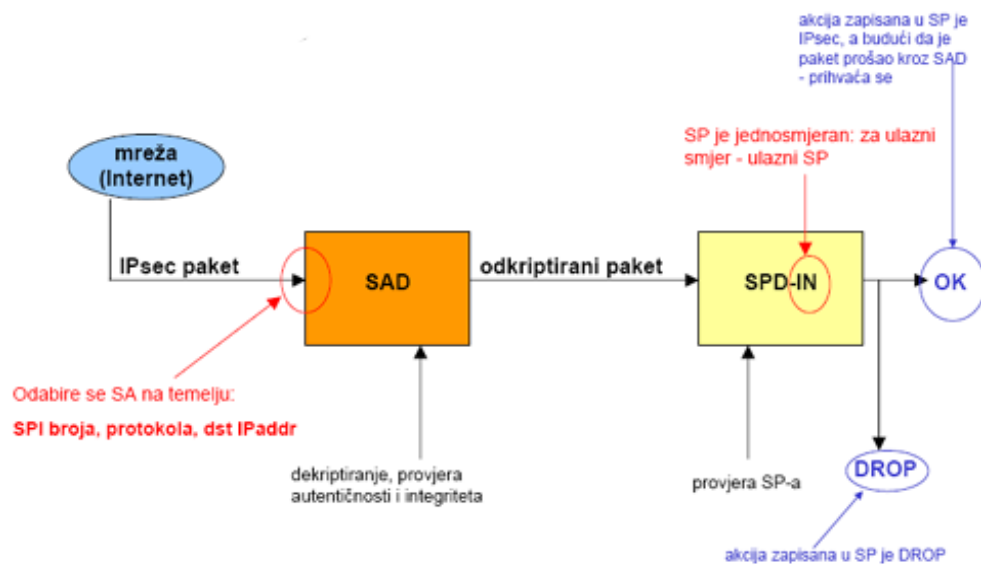 akcija zapisana u SP je
IPsec, a budući da je
paket prošao kroz SAD
- prihvaća se
mreža
(Internet)
SP je jednosmjeran: za ulazni
smjer - ulazni SP
IPsec paket
SAD
odkriptirani paket
SPD-IN
OK
Odabire se SA na temelju:
SPI broja, protokola, dst IPaddr
dekriptiranje, provjera
autentičnosti i integriteta
provjera SP-a
DROP
akcija zapisana u SP je DROP